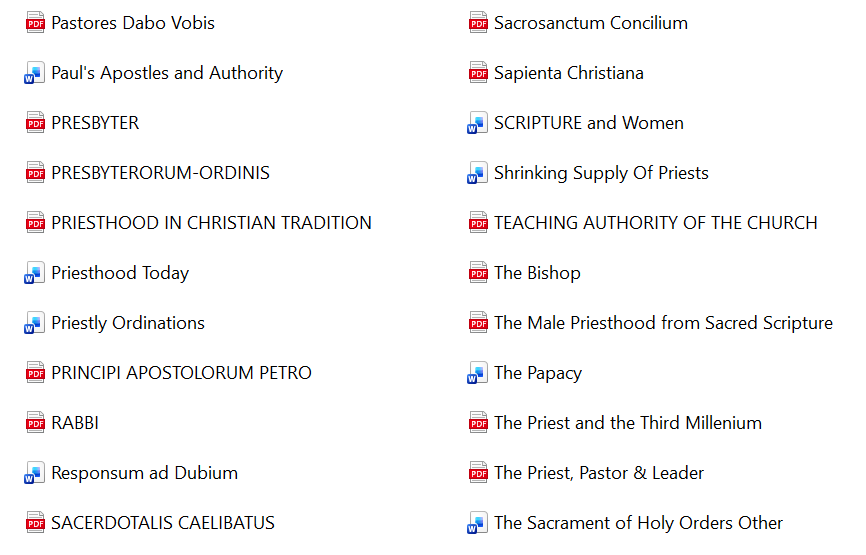 Pastores Dabo Vobis
Paul's Apostles and Authority
PRESBYTER
PRESBYTERORUM-ORDINIS
PRIESTHOOD IN CHRISTIAN TRADITION
Priesthood Today
Priestly Ordinations
PRINCIPI APOSTOLORUM PETRO
RABBI
Responsum ad Dubium
SACERDOTALIS CAELIBATUS
Sacrosanctum Concilium
Sapienta Christiana
SCRIPTURE and Women
Shrinking Supply Of Priests
TEACHING AUTHORITY OF THE CHURCH
The Bishop
The Male Priesthood from Sacred Scripture
The Papacy
The Priest and the Third Millenium
The Priest, Pastor & Leader
The Sacrament of Holy Orders Other